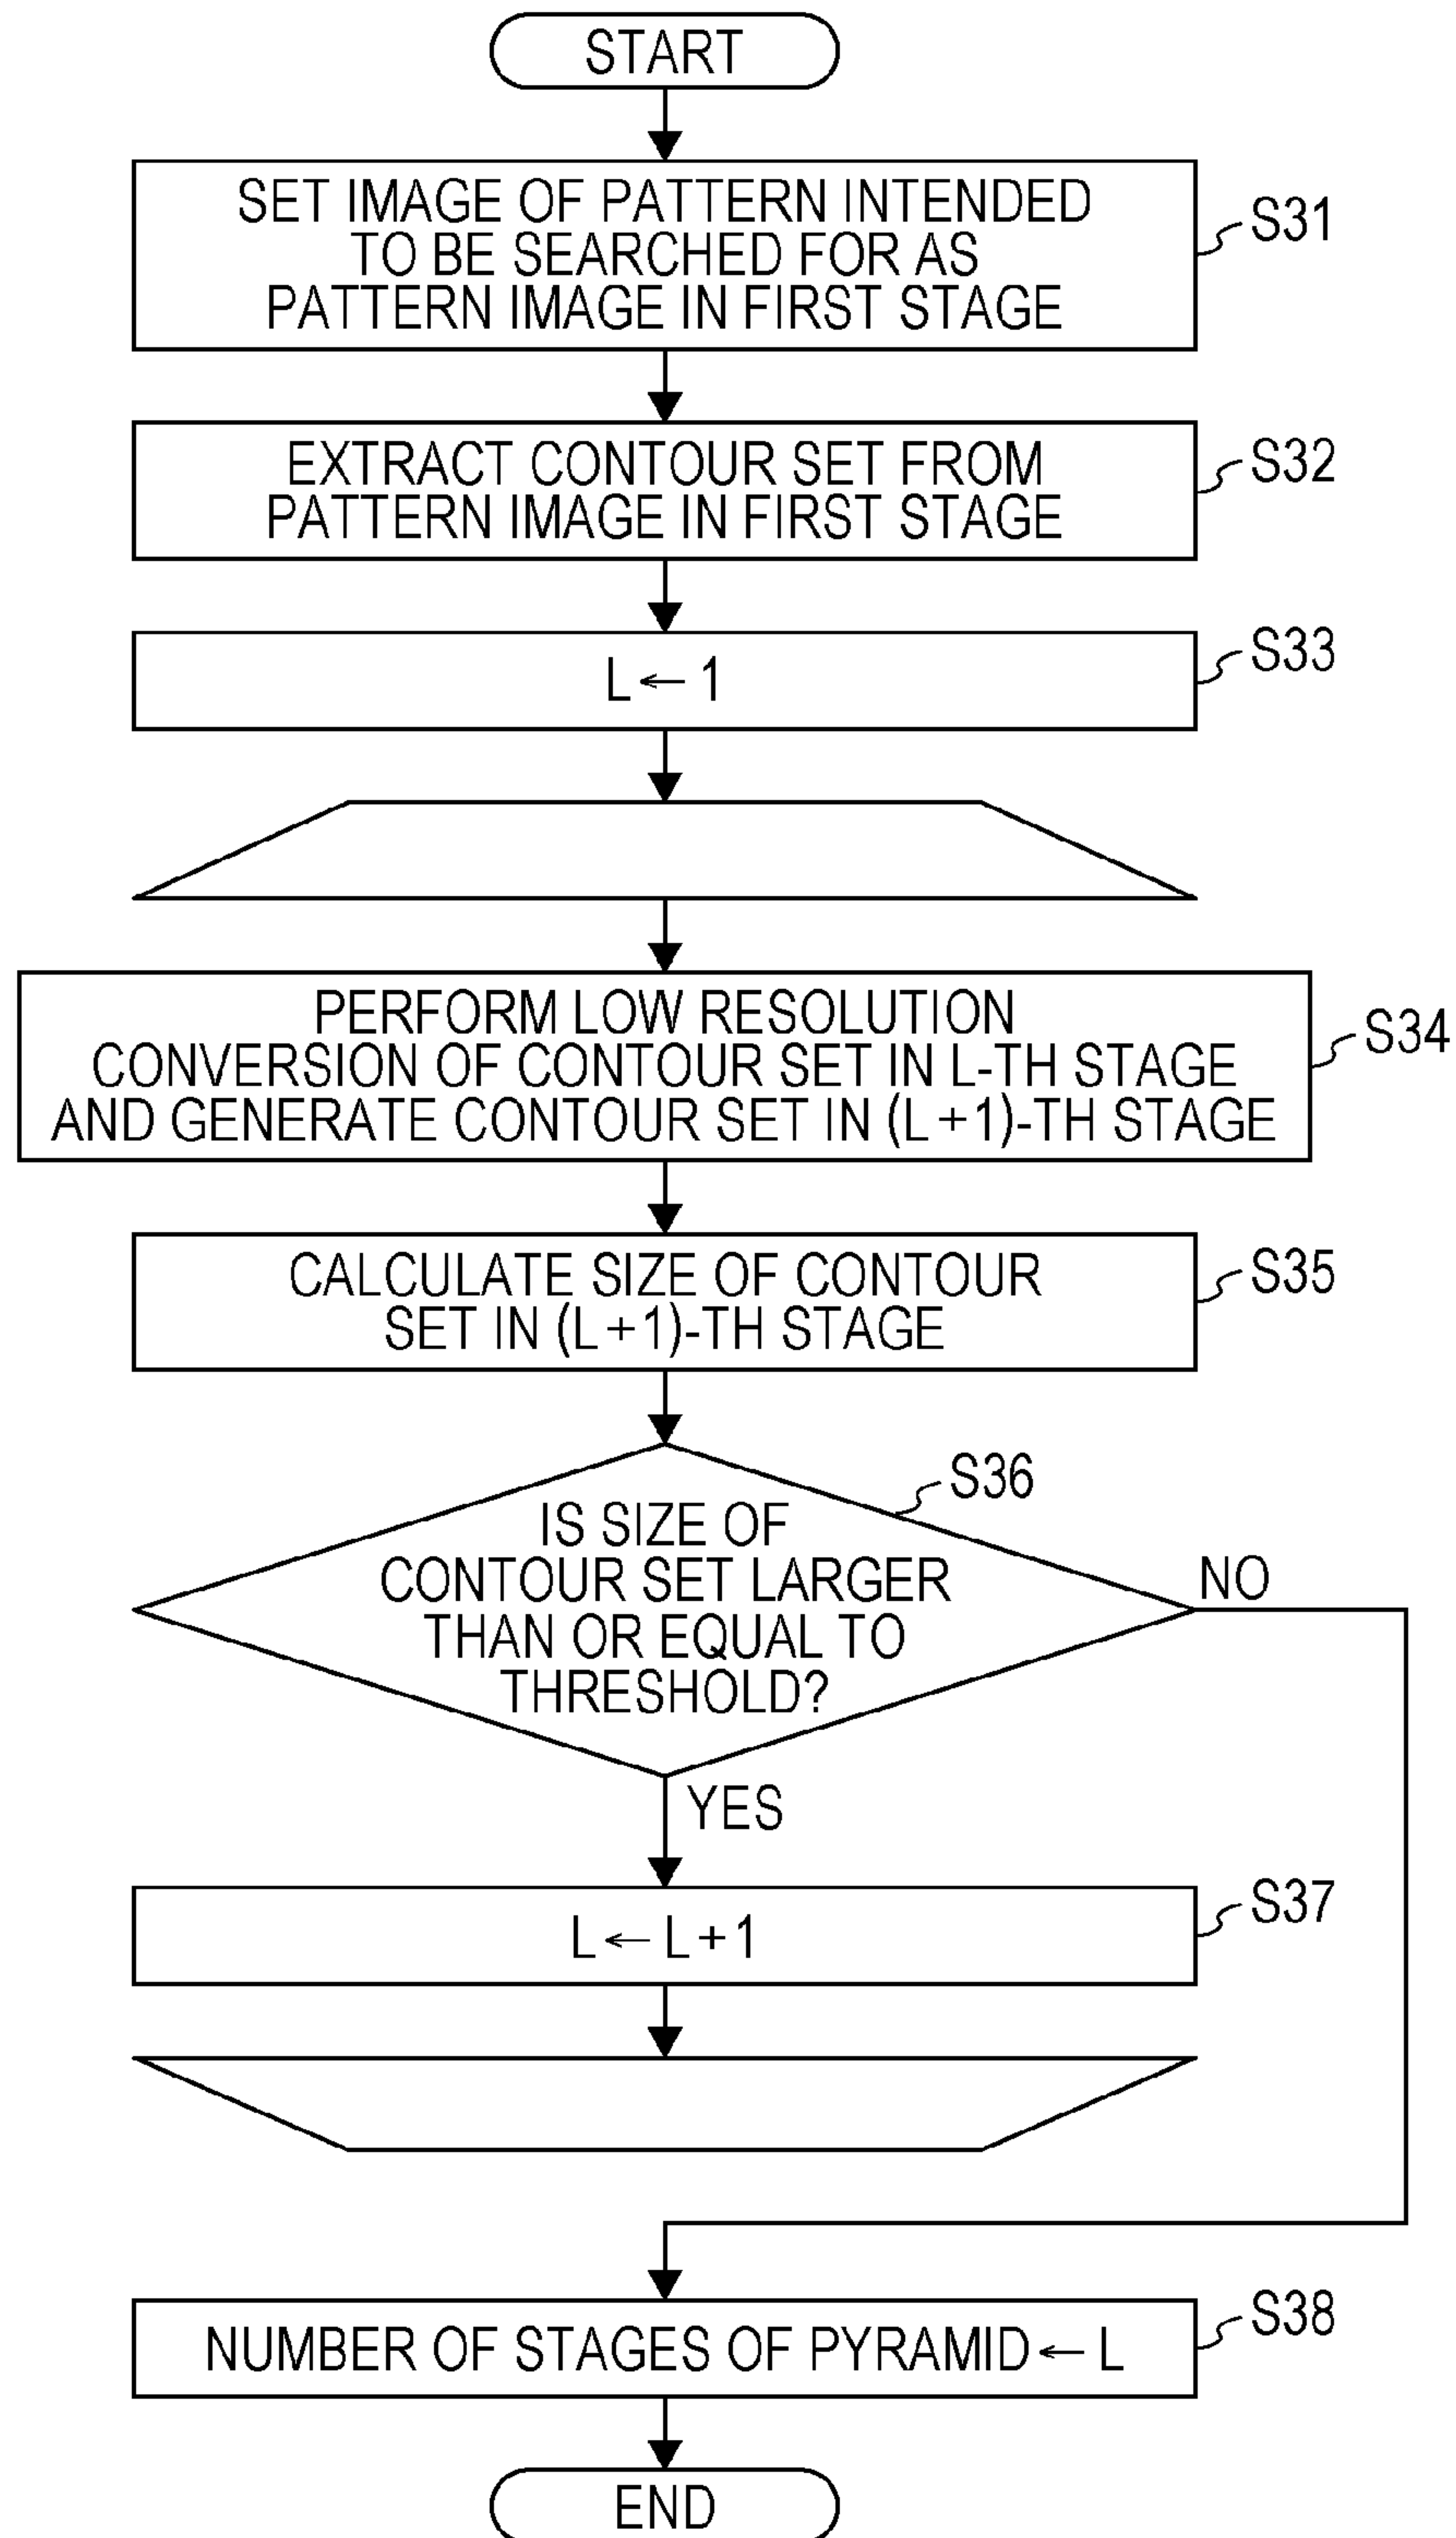 START
SET IMAGE OF PATTERN INTENDED
TO BE SEARCHED FOR AS
PATTERN IMAGE IN FIRST STAGE
S31
EXTRACT CONTOUR SET FROM
PATTERN IMAGE IN FIRST STAGE
S32
L ← 1
S33
PERFORM LOW RESOLUTION
CONVERSION OF CONTOUR SET IN L-TH STAGE
AND GENERATE CONTOUR SET IN (L+1)-TH STAGE
S34
CALCULATE SIZE OF CONTOUR
SET IN (L+1)-TH STAGE
S35
S36
IS SIZE OF
CONTOUR SET LARGER
THAN OR EQUAL TO
THRESHOLD?
NO
YES
L ← L+1
S37
NUMBER OF STAGES OF PYRAMID ← L
S38
END